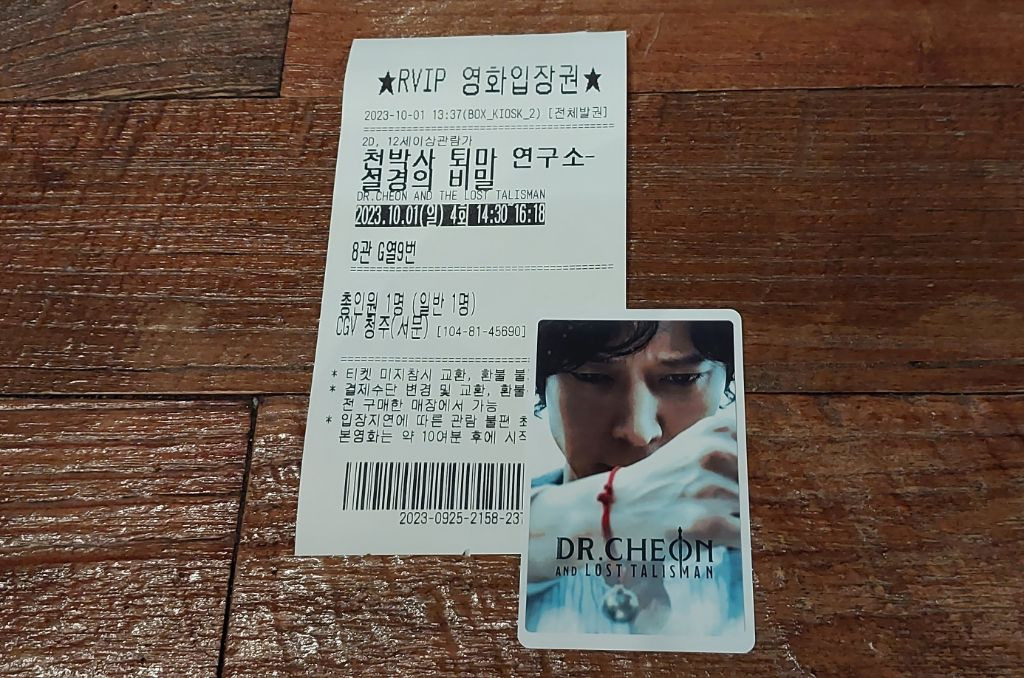 ★RVIP 영화입장권★
2023-10-01 13:37(BOX_KIOSK_2) [전체발권]
2D, 12세이상관람가
천박사 퇴마 연구소-
설경의 비밀
DR.CHEON AND THE LOST TALISMAN
2023.10.01(일) 4회 14:30-16:18
8관 G열9번
총인원 1명 (일반 1명)
CGV 청주(서문) [104-81-45690]
* 티켓 미지참시 교환, 환불 불
* 결제수단 변경 및 교환, 환불
전 구매한 매장에서 가능
* 입장지연에 따른 관람 불편 최
본영화는 약 10여분 후에 시작
2023-0925-2158-237
DR.CHEON
AND LOST TALISMAN